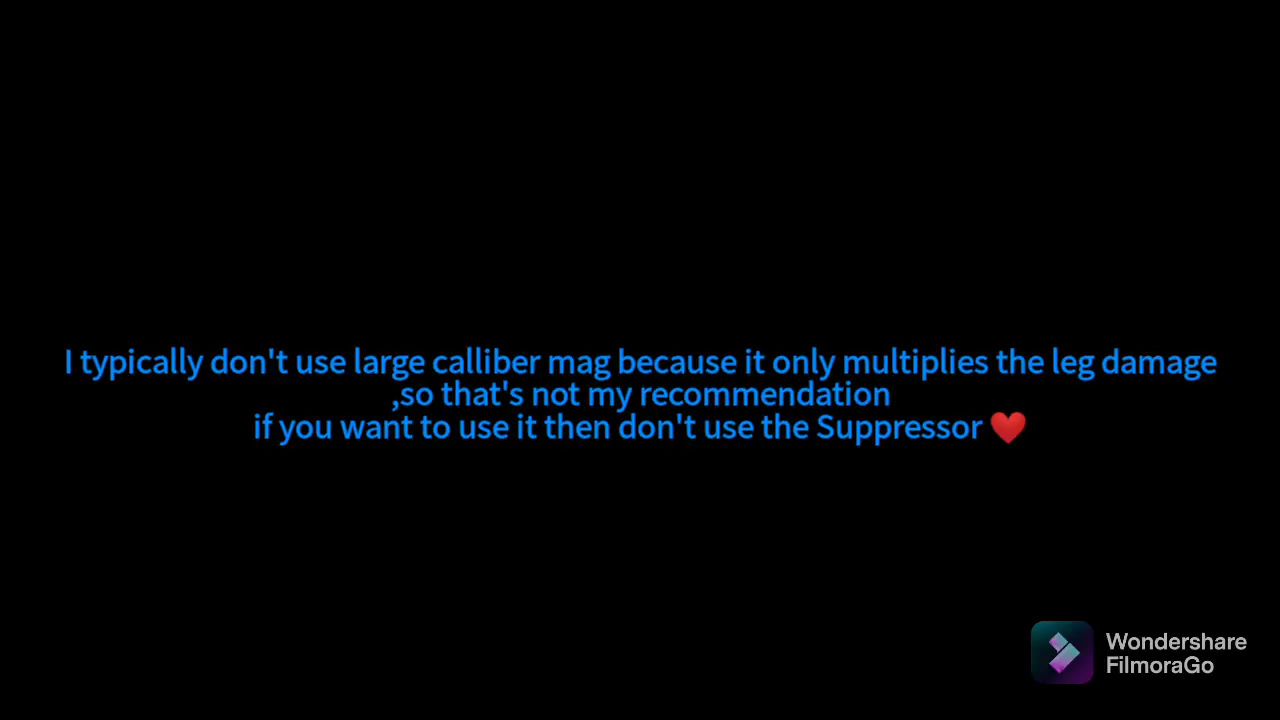 I typically don't use large calliber mag because it only multiplies the leg damage
,so that's not my recommendation
if you want to use it then don't use the Suppressor ❤️
Wondershare
FilmoraGo